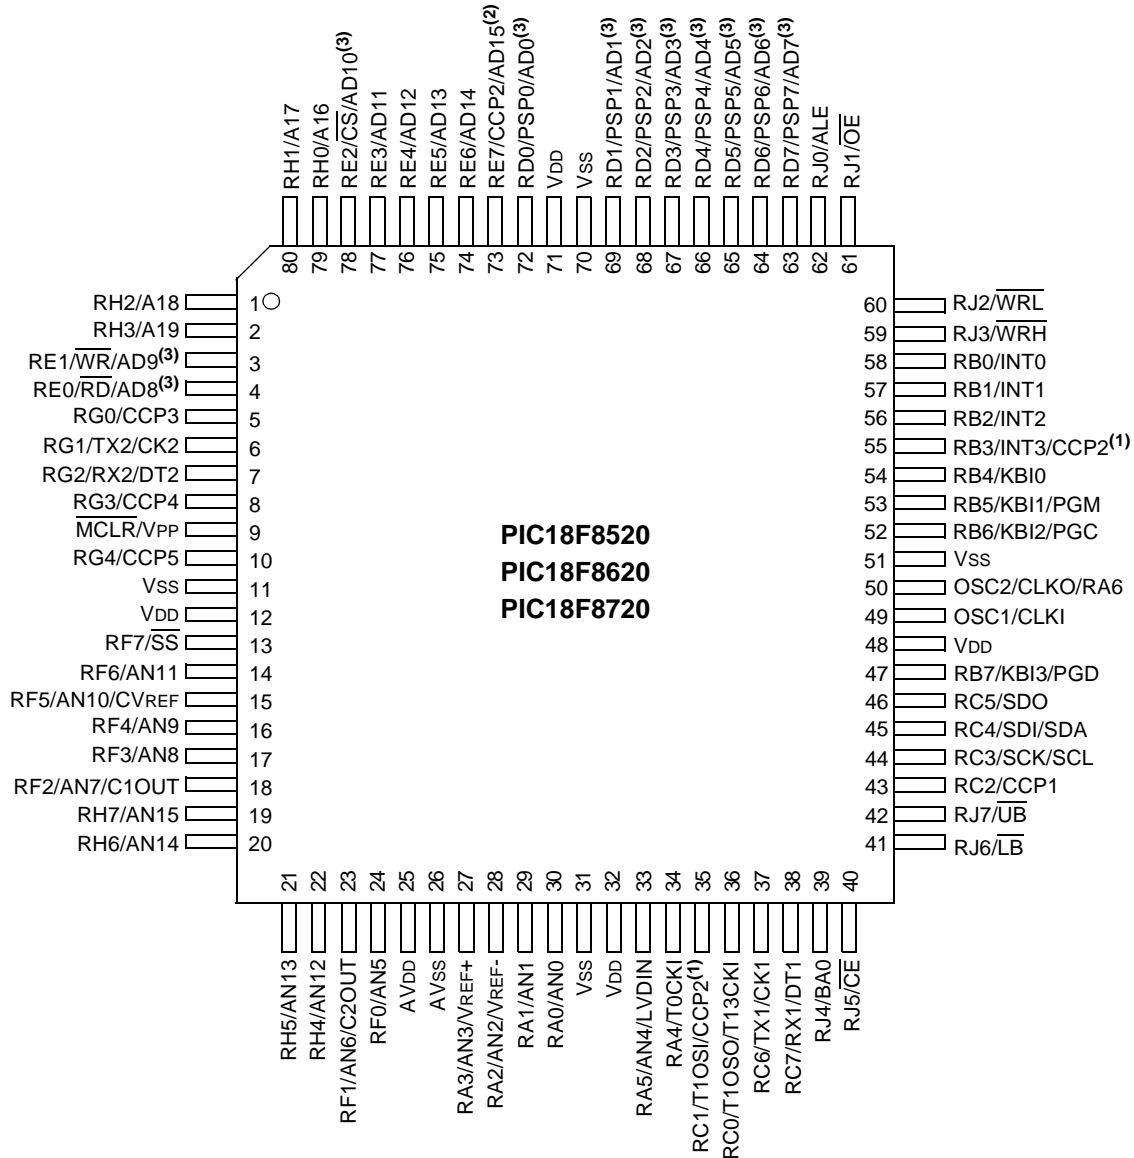 RH1/A17
RH0/A16
RE2/CS/AD10(3)
RE3/AD11
RE4/AD12
RE5/AD13
RE6/AD14
RE7/CCP2/AD15(2)
RD0/PSP0/AD0(3)
VDD
VSS
RD1/PSP1/AD1(3)
RD2/PSP2/AD2(3)
RD3/PSP3/AD3(3)
RD4/PSP4/AD4(3)
RD5/PSP5/AD5(3)
RD6/PSP6/AD6(3)
RD7/PSP7/AD7(3)
RJ0/ALE
RJ1/OE
80 79 78 77 76 75 74 73 72 71 70 69 68 67 66 65 64 63 62 61
RH2/A18 1
RH3/A19 2
RE1/WR/AD9(3) 3
RE0/RD/AD8(3) 4
RG0/CCP3 5
RG1/TX2/CK2 6
RG2/RX2/DT2 7
RG3/CCP4 8
MCLR/VPP 9
RG4/CCP5 10
VSS 11
VDD 12
RF7/SS 13
RF6/AN11 14
RF5/AN10/CVREF 15
RF4/AN9 16
RF3/AN8 17
RF2/AN7/C1OUT 18
RH7/AN15 19
RH6/AN14 20
PIC18F8520
PIC18F8620
PIC18F8720
60 RJ2/WRL
59 RJ3/WRH
58 RB0/INT0
57 RB1/INT1
56 RB2/INT2
55 RB3/INT3/CCP2(1)
54 RB4/KBI0
53 RB5/KBI1/PGM
52 RB6/KBI2/PGC
51 VSS
50 OSC2/CLKO/RA6
49 OSC1/CLKI
48 VDD
47 RB7/KBI3/PGD
46 RC5/SDO
45 RC4/SDI/SDA
44 RC3/SCK/SCL
43 RC2/CCP1
42 RJ7/UB
41 RJ6/LB
21 22 23 24 25 26 27 28 29 30 31 32 33 34 35 36 37 38 39 40
RH5/AN13
RH4/AN12
RF1/AN6/C2OUT
RF0/AN5
AVDD
AVSS
RA3/AN3/VREF+
RA2/AN2/VREF-
RA1/AN1
RA0/AN0
VSS
VDD
RA5/AN4/LVDIN
RA4/T0CKI
RC1/T1OSI/CCP2(1)
RC0/T1OSO/T13CKI
RC6/TX1/CK1
RC7/RX1/DT1
RJ4/BA0
RJ5/CE